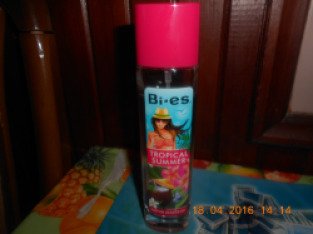 Bi•es
TROPICAL
SUMMER
18 04 2016 14 14